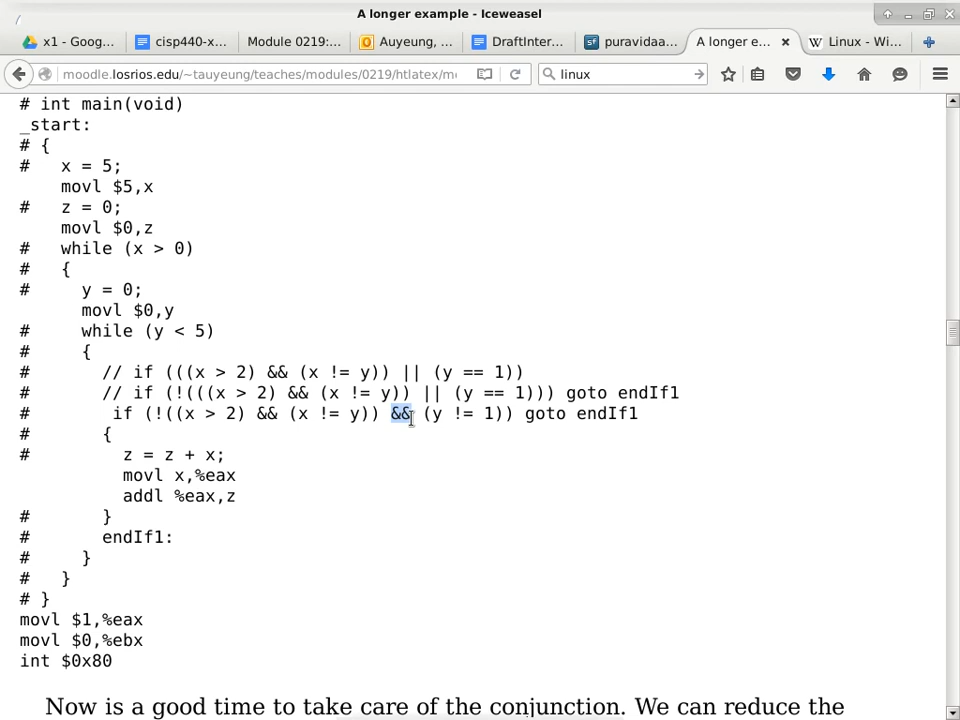 A longer example - Iceweasel
x1 - Goog... cisp440-x... Module 0219:... Auyeung, ... DraftInter... puravidaa... A longer e... Linux - Wi...
moodle.losrios.edu/~tauyeung/teaches/modules/0219/htlatex/m linux
# int main(void)
_start:
# {
#   x = 5;
    movl $5,x
#   z = 0;
    movl $0,z
#   while (x > 0)
#   {
#     y = 0;
      movl $0,y
#     while (y < 5)
#     {
#       // if (((x > 2) && (x != y)) || (y == 1))
#       // if (!(((x > 2) && (x != y)) || (y == 1))) goto endIf1
#        if (!((x > 2) && (x != y)) && (y != 1)) goto endIf1
#       {
#         z = z + x;
          movl x,%eax
          addl %eax,z
#       }
#       endIf1:
#     }
#   }
# }
movl $1,%eax
movl $0,%ebx
int $0x80
Now is a good time to take care of the conjunction. We can reduce the